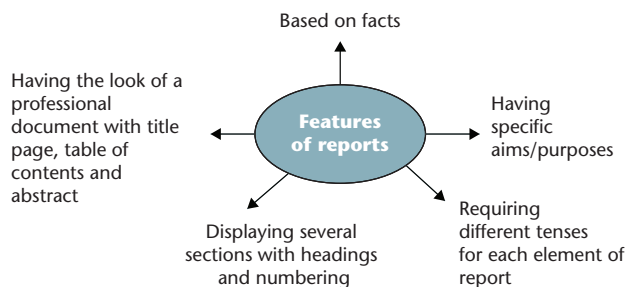 Based on facts
Having the look of a
professional
document with title
page, table of
contents and
abstract
Features
of reports
Having
specific
aims/purposes
Displaying several
sections with headings
and numbering
Requiring
different tenses
for each element of
report